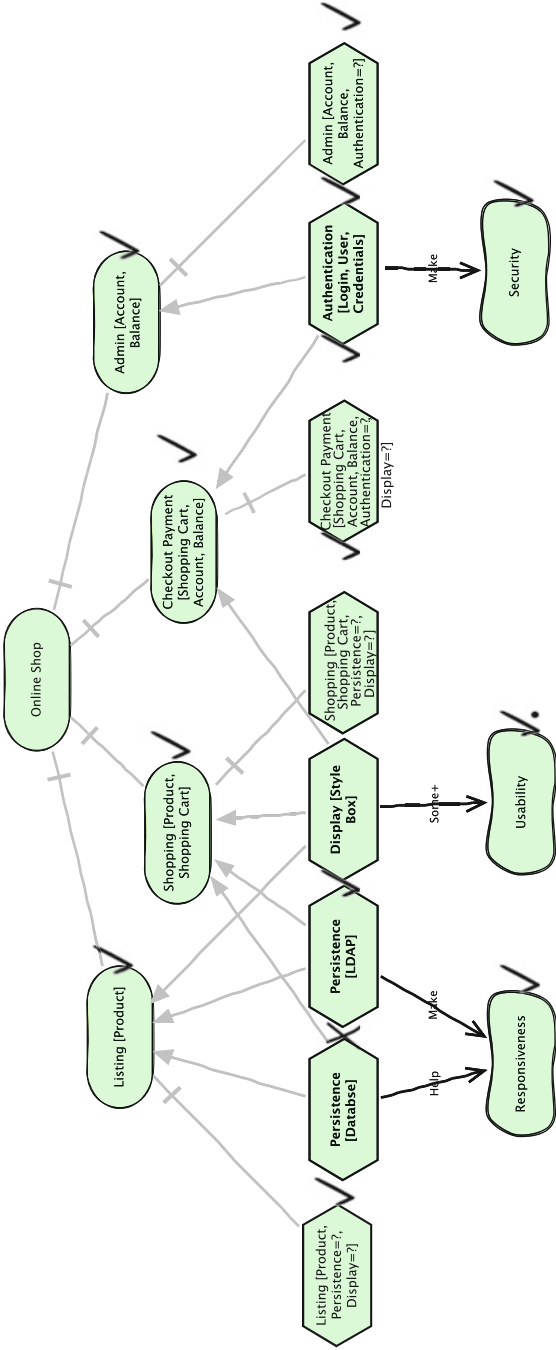 Online Shop
Listing [Product]
Shopping [Product,
Shopping Cart]
Checkout Payment
[Shopping Cart,
Account, Balance]
Admin [Account,
Balance]
Listing [Product,
Persistence=?,
Display=?]
Persistence
[Databse]
Persistence
[LDAP]
Display [Style
Box]
Shopping [Product,
Shopping Cart,
Persistence=?,
Display=?]
Checkout Payment
[Shopping Cart,
Account, Balance,
Authentication=?,
Display=?]
Authentication
[Login, User,
Credentials]
Admin [Account,
Balance,
Authentication=?]
Help
Make
Some+
Make
Responsiveness
Usability
Security